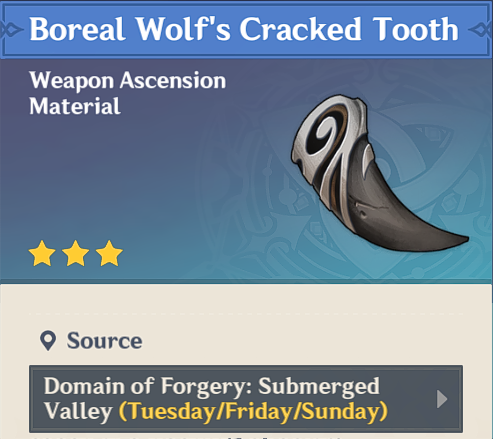 Boreal Wolf's Cracked Tooth
Weapon Ascension
Material
Source
Domain of Forgery: Submerged
Valley (Tuesday/Friday/Sunday)